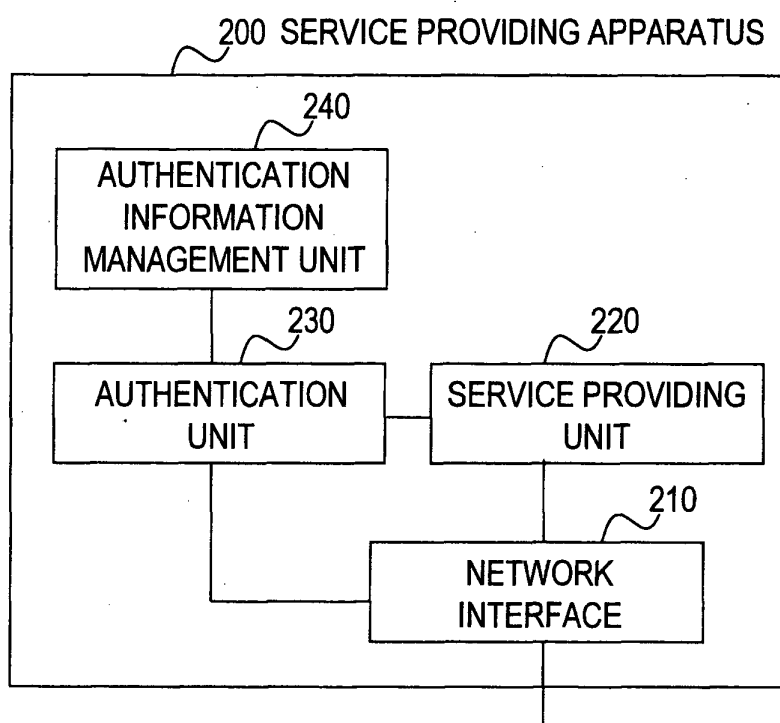 200 SERVICE PROVIDING APPARATUS
240
AUTHENTICATION
INFORMATION
MANAGEMENT UNIT
230
AUTHENTICATION
UNIT
220
SERVICE PROVIDING
UNIT
210
NETWORK
INTERFACE